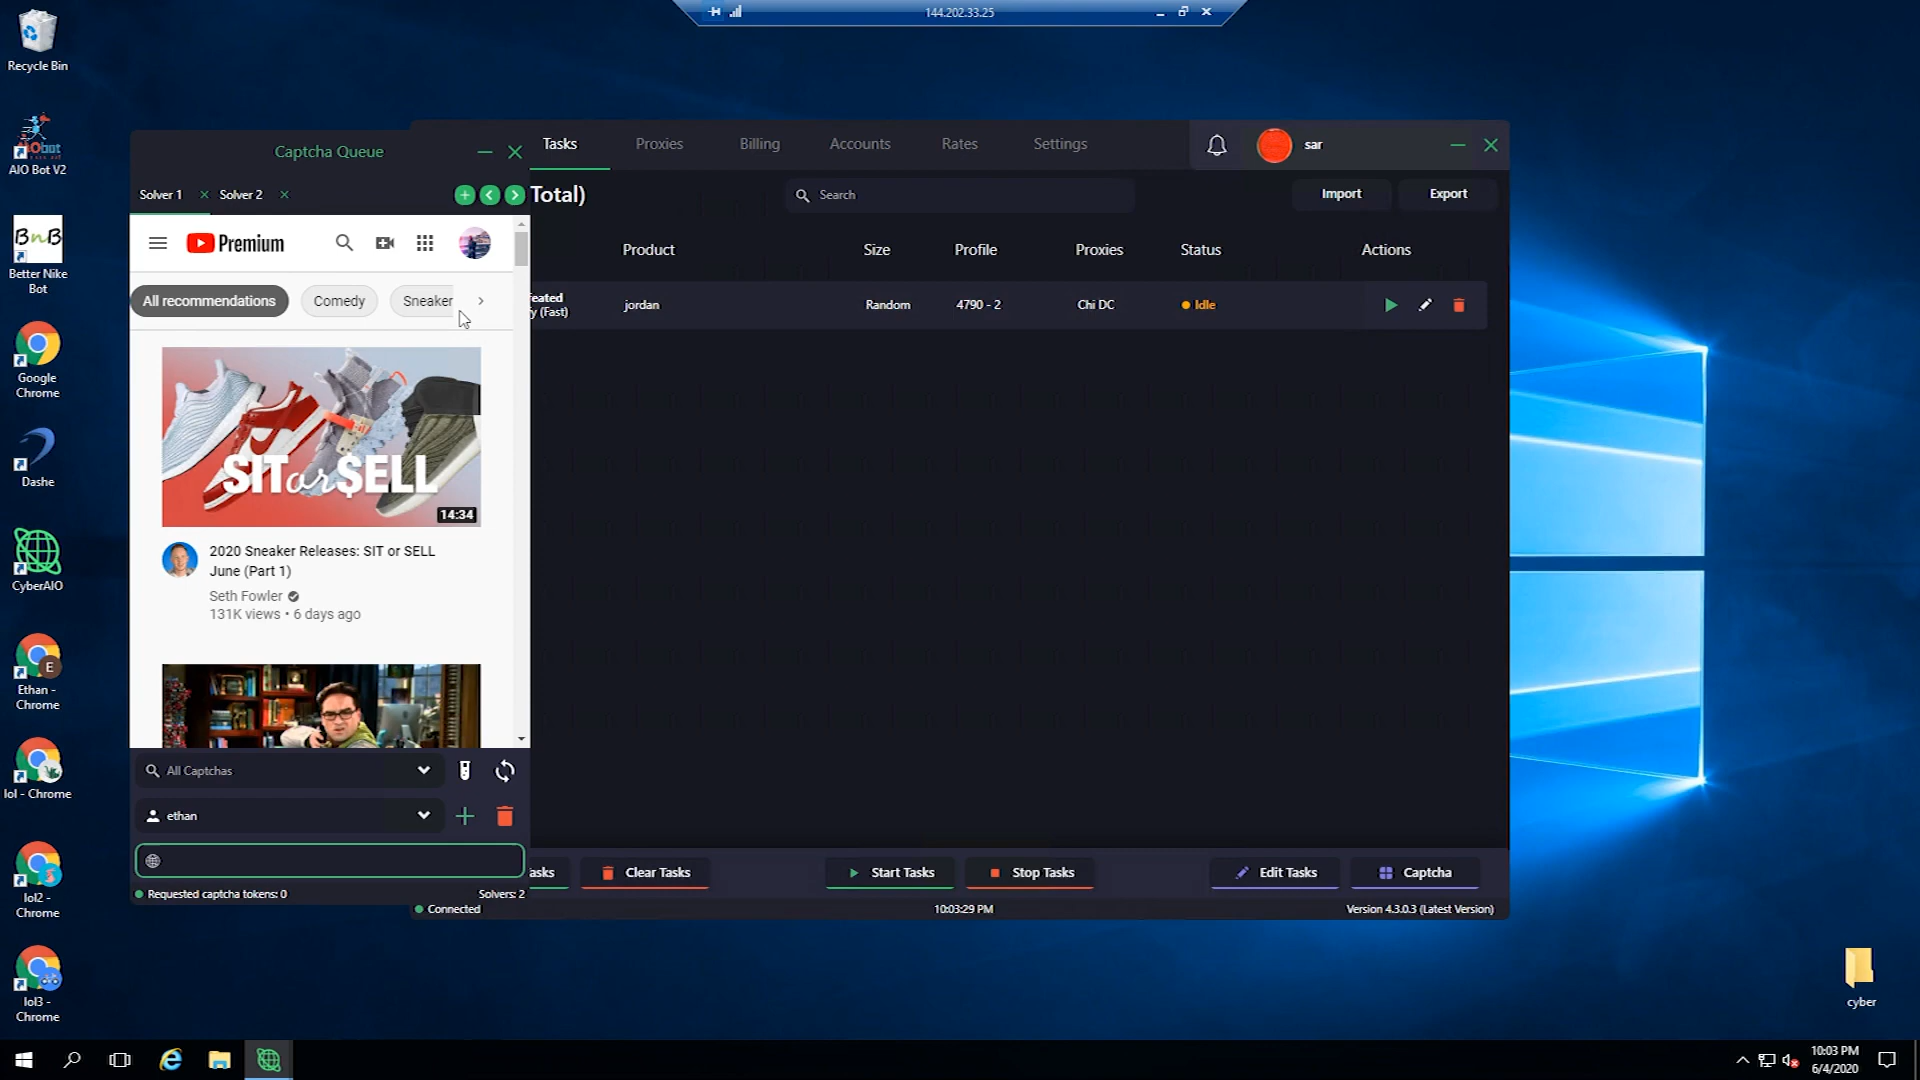 144.202.33.25
Recycle Bin
AIO Bot V2
BnB
Better Nike
Bot
Google
Chrome
Dashe
CyberAIO
E
Ethan -
Chrome
lol - Chrome
lol2 -
Chrome
lol3 -
Chrome
Captcha Queue
Solver 1
Solver 2
Premium
All recommendations
Comedy
Sneaker
SIT or $ELL
14:34
2020 Sneaker Releases: SIT or SELL
June (Part 1)
Seth Fowler
131K views • 6 days ago
All Captchas
ethan
Requested captcha tokens: 0
Solvers: 2
Tasks
Proxies
Billing
Accounts
Rates
Settings
sar
Total)
Search
Import
Export
Product
Size
Profile
Proxies
Status
Actions
eated
y (Fast)
jordan
Random
4790 - 2
Chi DC
Idle
asks
Clear Tasks
Start Tasks
Stop Tasks
Edit Tasks
Captcha
Connected
10:03:29 PM
Version 4.3.0.3 (Latest Version)
cyber
10:03 PM
6/4/2020